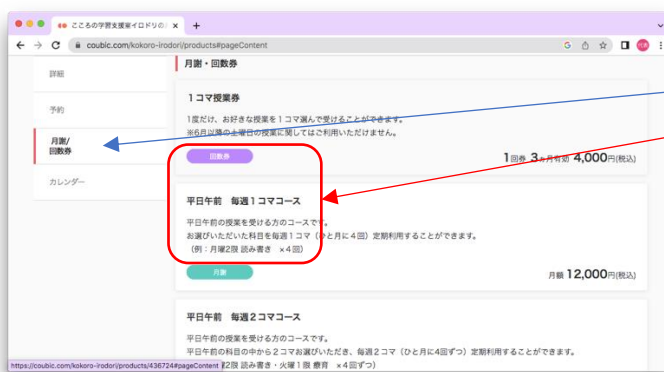 こころの学習支援室イロドリの
coubic.com/kokoro-irodori/products#pageContent
詳細
予約
月謝/
回数券
カレンダー
月謝・回数券
1コマ授業券
1度だけ、お好きな授業を1コマ選んで受けることができます。
※6月以降の土曜日の授業に関してはご利用いただけません。
回数券
1回券 3ヶ月有効 4,000円(税込)
平日午前 毎週1コマコース
平日午前の授業を受ける方のコースです。
お選びいただいた科目を毎週1コマ(ひと月に4回)定期利用することができます。
(例:月曜2限 読み書き ×4回)
月謝
月額 12,000円(税込)
平日午前 毎週2コマコース
平日午前の授業を受ける方のコースです。
平日午前の科目の中から2コマお選びいただき、毎週2コマ(ひと月に4回ずつ)定期利用することができます。
https://coubic.com/kokoro-irodori/products/436724#pageContent
2限 読み書き・火曜1限 療育 ×4回ずつ)